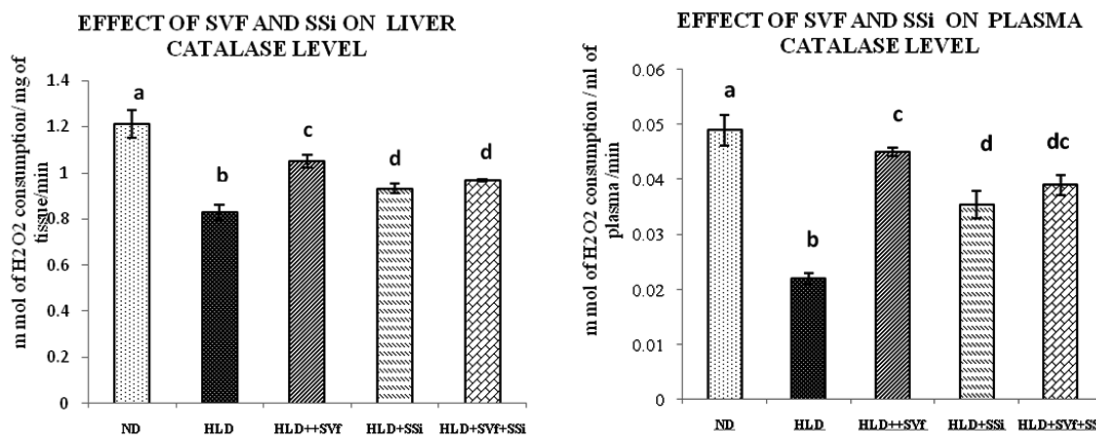 EFFECT OF SVF AND SSi ON LIVER
CATALASE LEVEL
m mol of H2O2 consumption/ mg of
tissue/min
1.4
1.2
1
0.8
0.6
0.4
0.2
0
a
b
c
d
d
ND
HLD
HLD++SVf
HLD+SSi
HLD+SVf+SSi
EFFECT OF SVF AND SSi ON PLASMA
CATALASE LEVEL
m mol of H2O2 consumption / ml of
plasma /min
0.06
0.05
0.04
0.03
0.02
0.01
0
a
b
c
d
dc
ND
HLD
HLD++SVf
HLD+SSi
HLD+SVf+SS